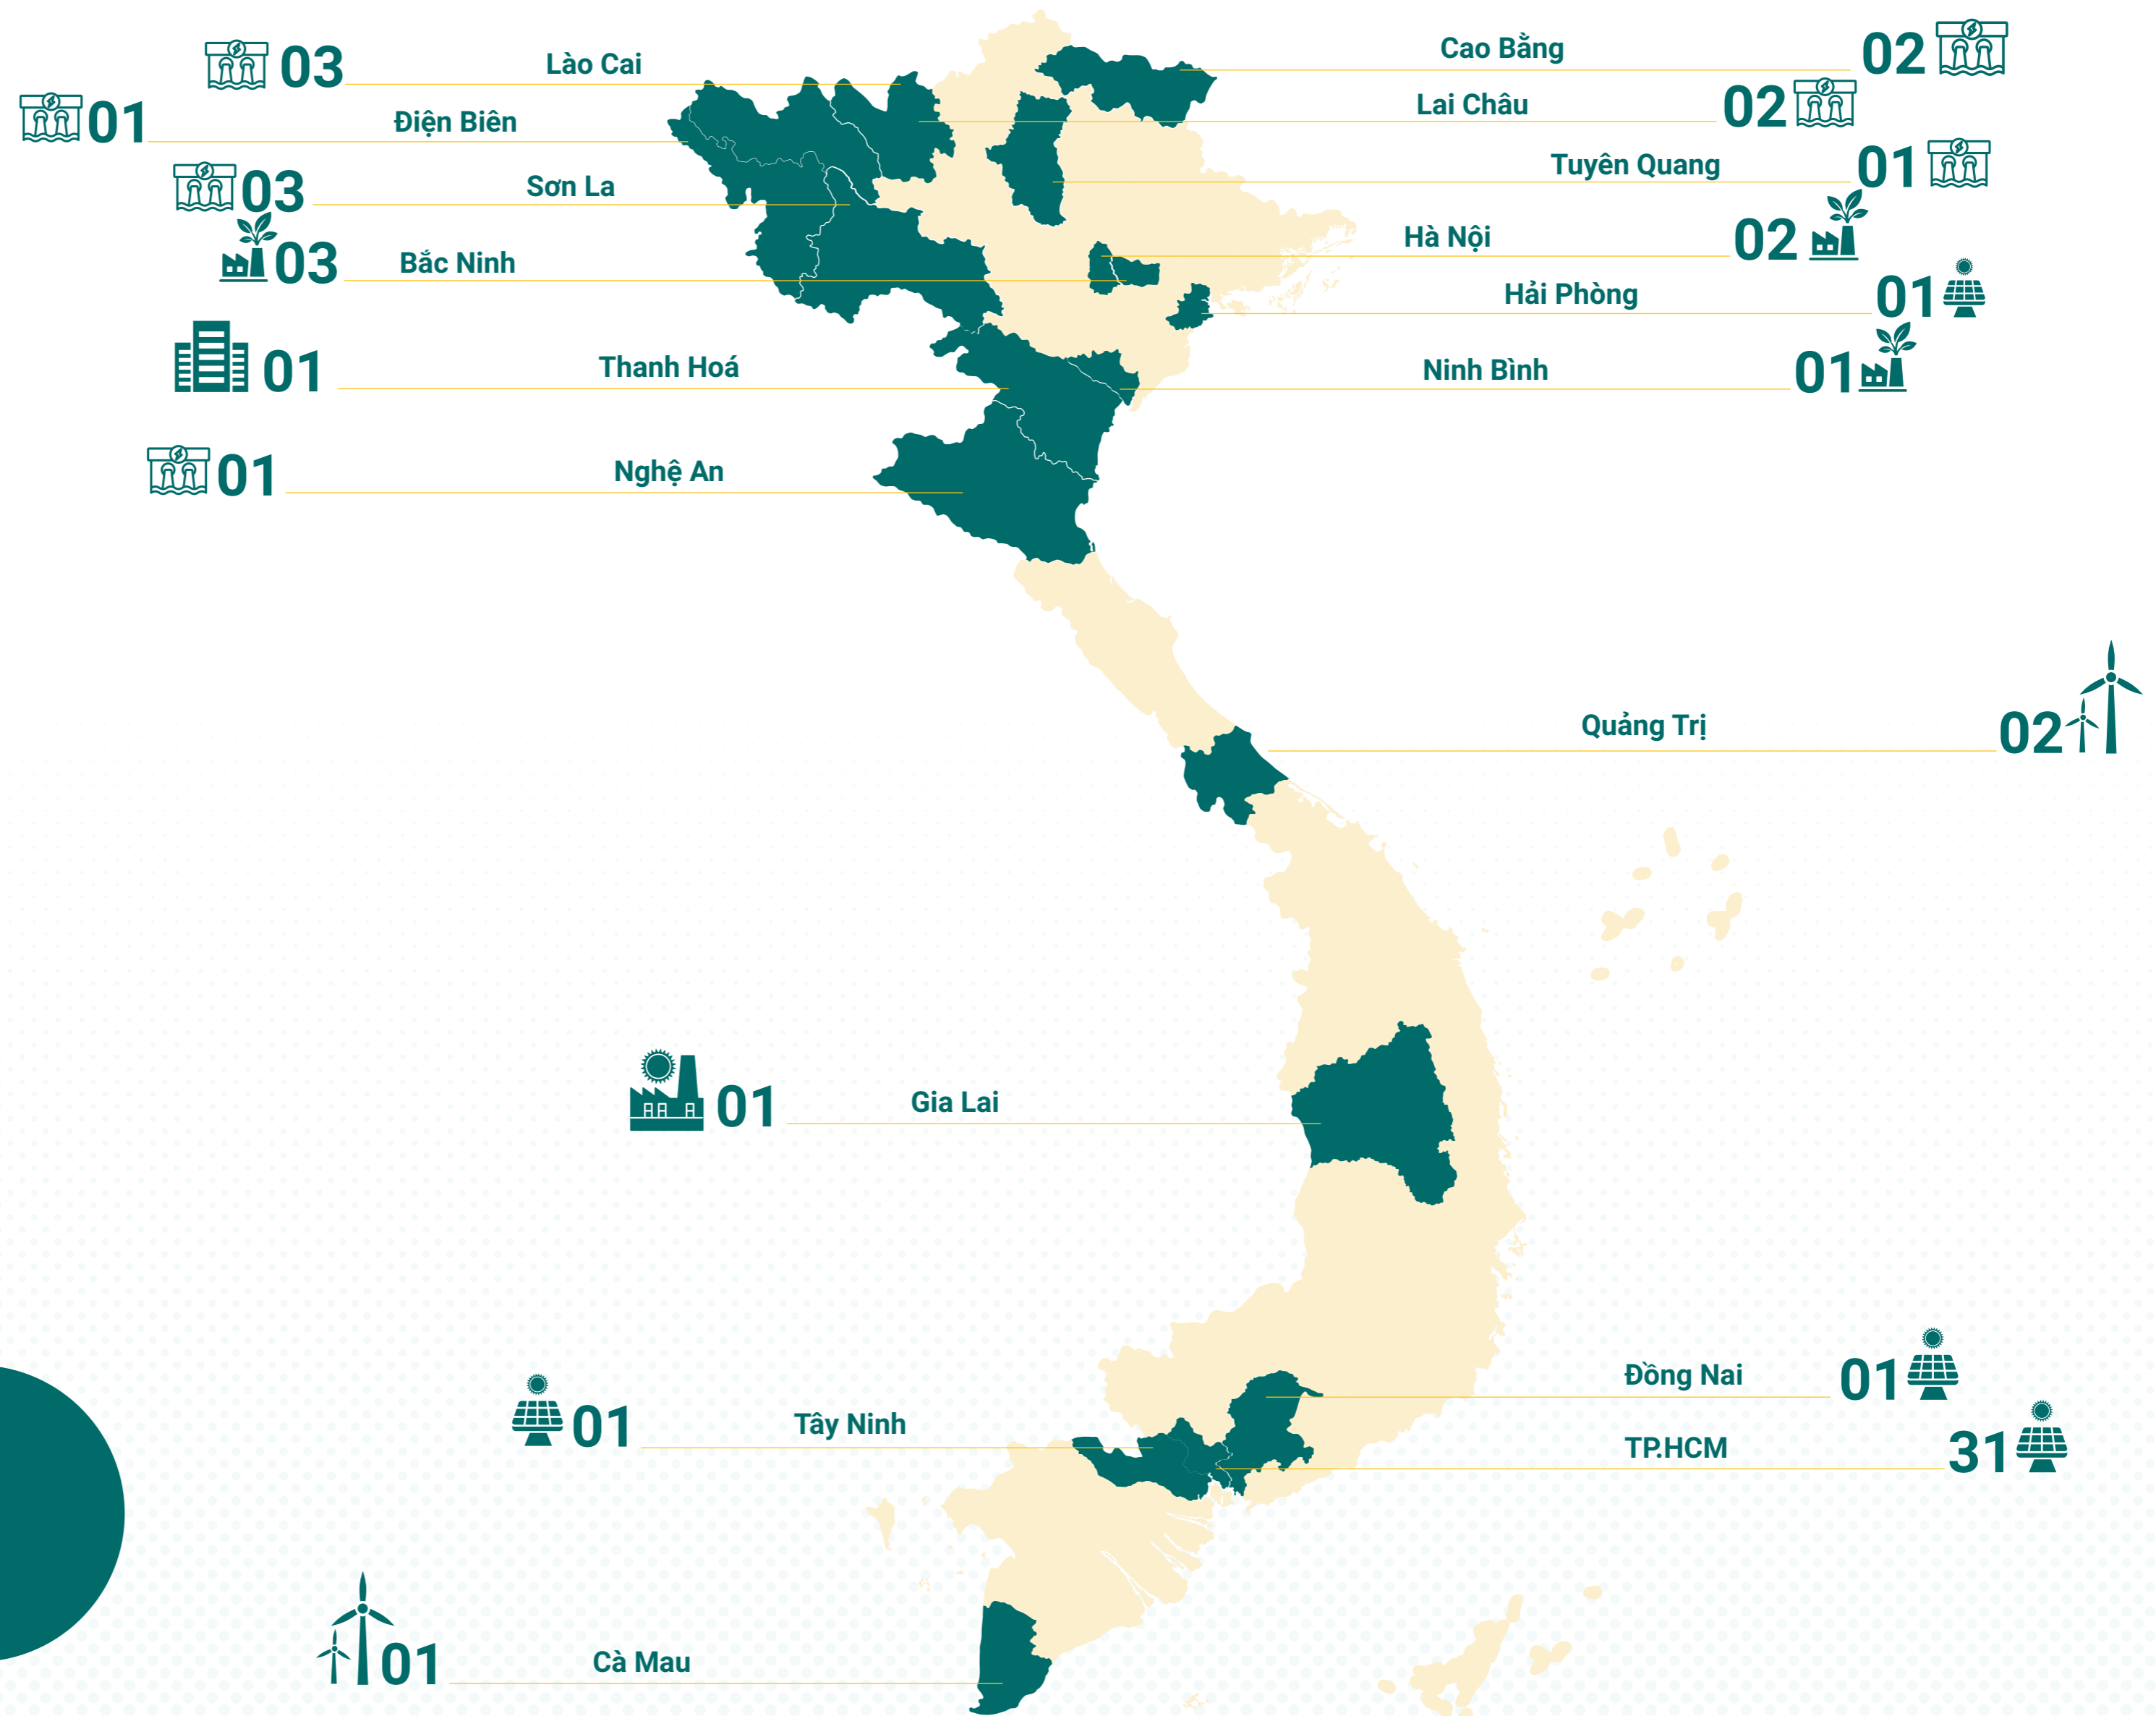 03 Lào Cai
Cao Bằng 02
01 Điện Biên
Lai Châu 02
03 Sơn La
Tuyên Quang 01
03 Bắc Ninh
Hà Nội 02
Hải Phòng 01
01 Thanh Hoá
Ninh Bình 01
01 Nghệ An
Quảng Trị 02
01 Gia Lai
Đồng Nai 01
01 Tây Ninh
TP.HCM 31
01 Cà Mau